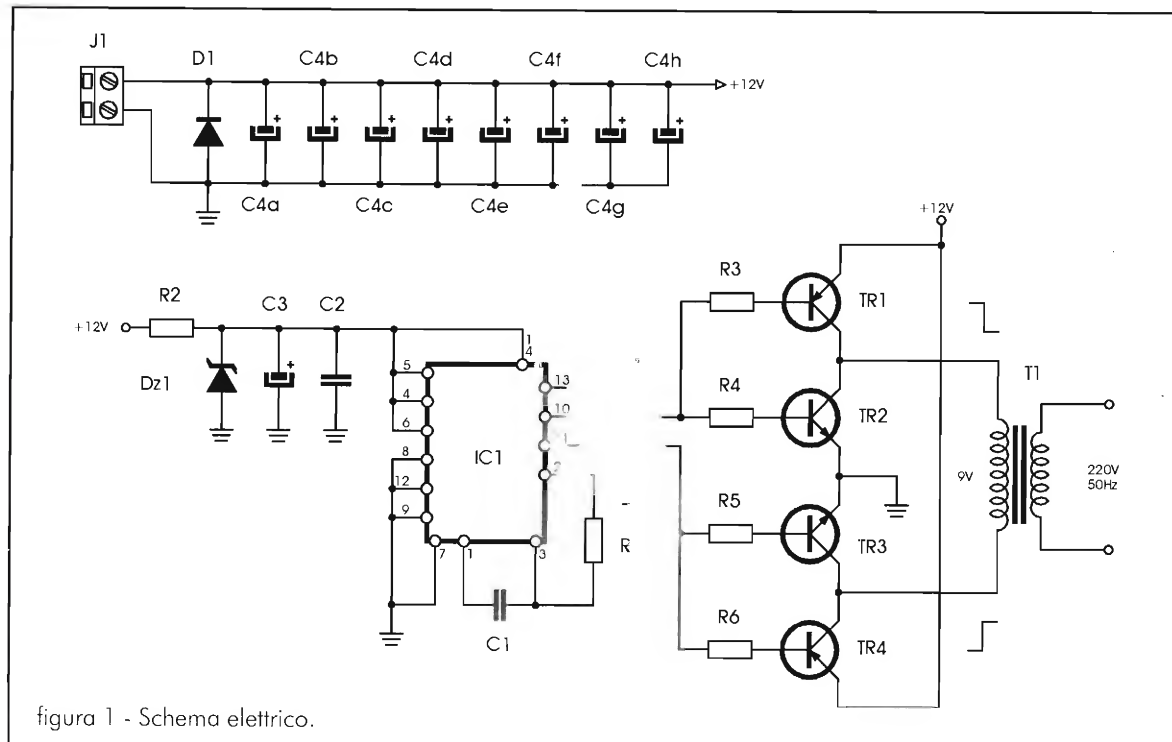 J1
D1
C4b
C4d
C4f
C4h
+12V
C4a
C4c
C4e
C4g
+12V
R2
C3
C2
+12V
Dz1
1
4
5
4
6
8
12
9
13
10
IC1
7
1
3
C1
R
R3
R4
R5
R6
TR1
TR2
TR3
TR4
T1
9V
220V
50Hz
figura 1 - Schema elettrico.